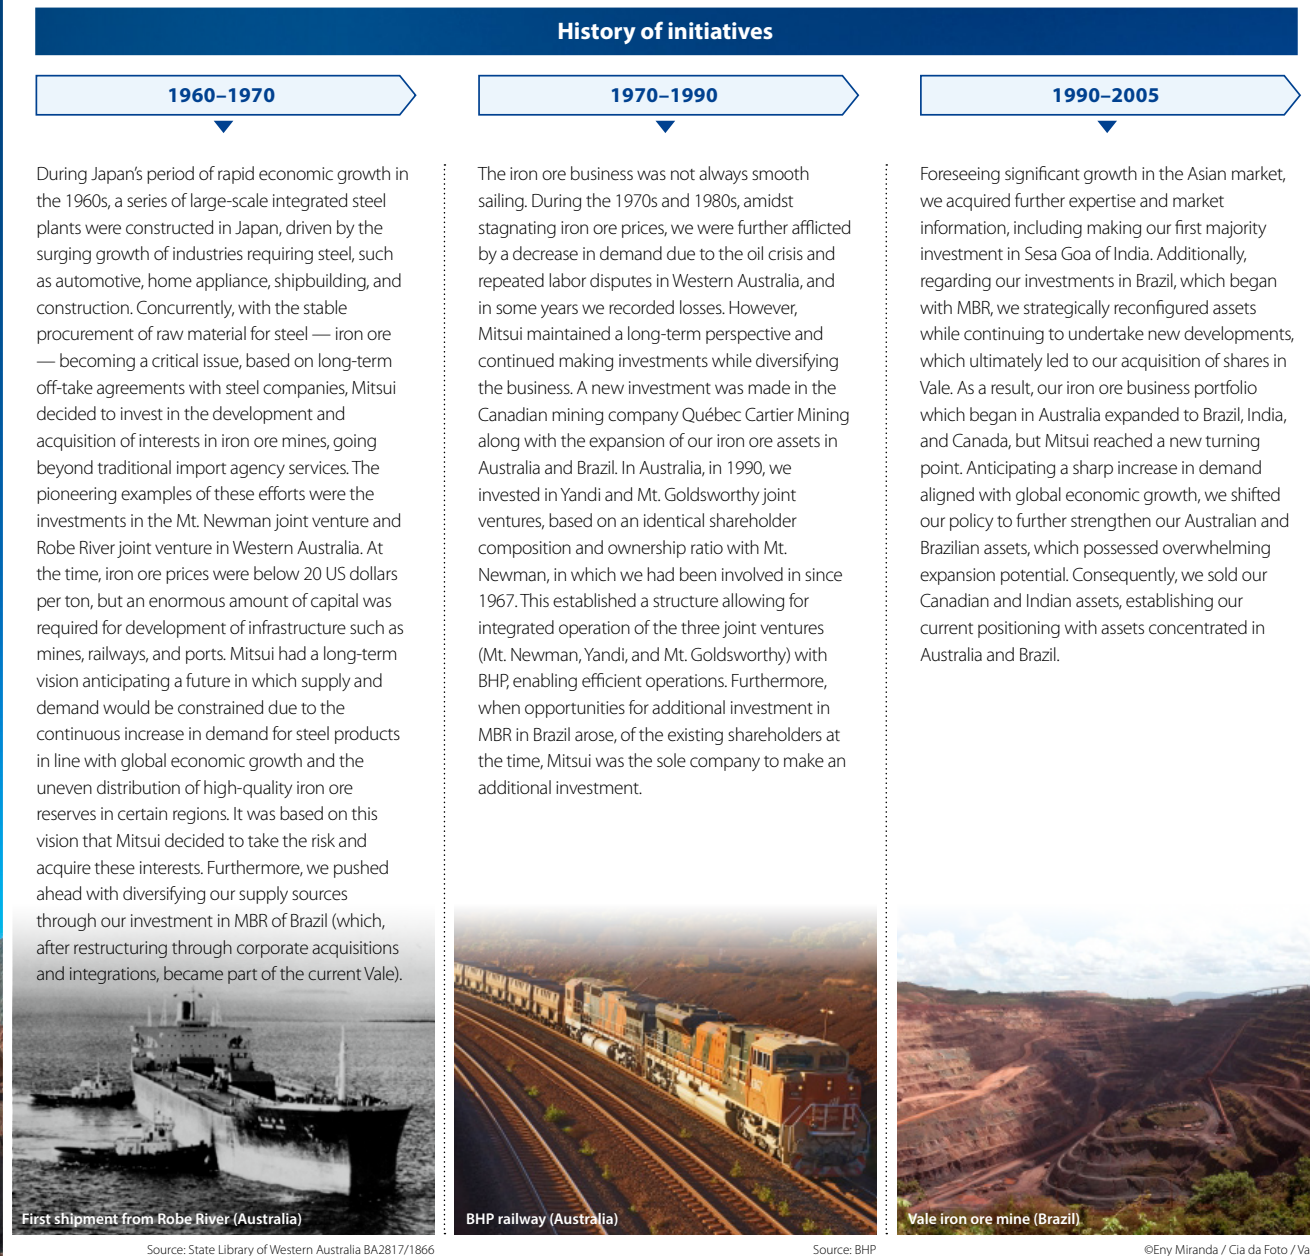 History of initiatives
1960–1970
During Japan's period of rapid economic growth in
the 1960s, a series of large-scale integrated steel
plants were constructed in Japan, driven by the
surging growth of industries requiring steel, such
as automotive, home appliance, shipbuilding, and
construction. Concurrently, with the stable
procurement of raw material for steel — iron ore
— becoming a critical issue, based on long-term
off-take agreements with steel companies, Mitsui
decided to invest in the development and
acquisition of interests in iron ore mines, going
beyond traditional import agency services. The
pioneering examples of these efforts were the
investments in the Mt. Newman joint venture and
Robe River joint venture in Western Australia. At
the time, iron ore prices were below 20 US dollars
per ton, but an enormous amount of capital was
required for development of infrastructure such as
mines, railways, and ports. Mitsui had a long-term
vision anticipating a future in which supply and
demand would be constrained due to the
continuous increase in demand for steel products
in line with global economic growth and the
uneven distribution of high-quality iron ore
reserves in certain regions. It was based on this
vision that Mitsui decided to take the risk and
acquire these interests. Furthermore, we pushed
ahead with diversifying our supply sources
through our investment in MBR of Brazil (which,
after restructuring through corporate acquisitions
and integrations, became part of the current Vale).
First shipment from Robe River (Australia)
Source: State Library of Western Australia BA2817/1866
1970–1990
The iron ore business was not always smooth
sailing. During the 1970s and 1980s, amidst
stagnating iron ore prices, we were further afflicted
by a decrease in demand due to the oil crisis and
repeated labor disputes in Western Australia, and
in some years we recorded losses. However,
Mitsui maintained a long-term perspective and
continued making investments while diversifying
the business. A new investment was made in the
Canadian mining company Québec Cartier Mining
along with the expansion of our iron ore assets in
Australia and Brazil. In Australia, in 1990, we
invested in Yandi and Mt. Goldsworthy joint
ventures, based on an identical shareholder
composition and ownership ratio with Mt.
Newman, in which we had been involved in since
1967. This established a structure allowing for
integrated operation of the three joint ventures
(Mt. Newman, Yandi, and Mt. Goldsworthy) with
BHP, enabling efficient operations. Furthermore,
when opportunities for additional investment in
MBR in Brazil arose, of the existing shareholders at
the time, Mitsui was the sole company to make an
additional investment.
BHP railway (Australia)
Source: BHP
1990–2005
Foreseeing significant growth in the Asian market,
we acquired further expertise and market
information, including making our first majority
investment in Sesa Goa of India. Additionally,
regarding our investments in Brazil, which began
with MBR, we strategically reconfigured assets
while continuing to undertake new developments,
which ultimately led to our acquisition of shares in
Vale. As a result, our iron ore business portfolio
which began in Australia expanded to Brazil, India,
and Canada, but Mitsui reached a new turning
point. Anticipating a sharp increase in demand
aligned with global economic growth, we shifted
our policy to further strengthen our Australian and
Brazilian assets, which possessed overwhelming
expansion potential. Consequently, we sold our
Canadian and Indian assets, establishing our
current positioning with assets concentrated in
Australia and Brazil.
Vale iron ore mine (Brazil)
©Eny Miranda / Cia da Foto / Va